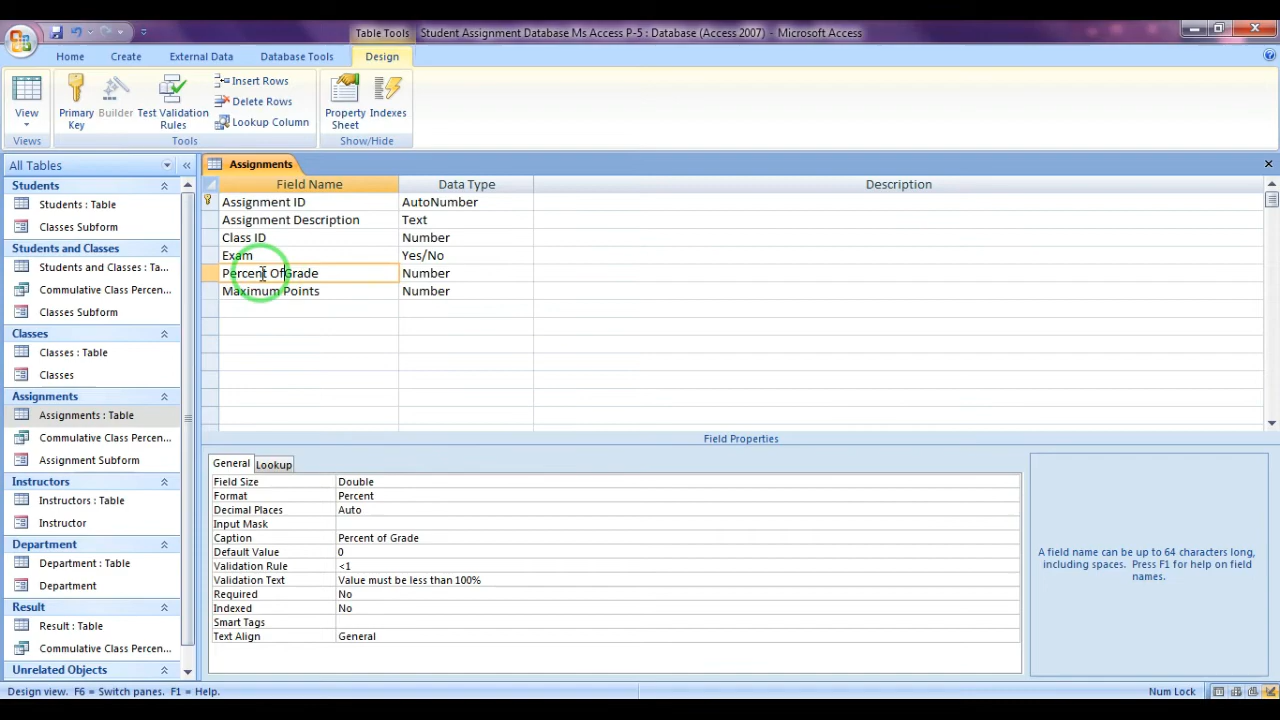 Table Tools
Student Assignment Database Ms Access P-5 : Database (Access 2007) - Microsoft Access
Home
Create
External Data
Database Tools
Design
View
Primary Key
Builder
Test Validation Rules
Insert Rows
Delete Rows
Lookup Column
Property Sheet
Indexes
Views
Tools
Show/Hide
All Tables
Students
Students : Table
Classes Subform
Students and Classes
Students and Classes : Ta...
Commulative Class Percen...
Classes Subform
Classes
Classes : Table
Classes
Assignments
Assignments : Table
Commulative Class Percen...
Assignment Subform
Instructors
Instructors : Table
Instructor
Department
Department : Table
Department
Result
Result : Table
Commulative Class Percen...
Unrelated Objects
Assignments
Field Name Data Type Description
Assignment ID AutoNumber
Assignment Description Text
Class ID Number
Exam Yes/No
Percent OfGrade Number
Maximum Points Number
Field Properties
General Lookup
Field Size Double
Format Percent
Decimal Places Auto
Input Mask
Caption Percent of Grade
Default Value 0
Validation Rule <1
Validation Text Value must be less than 100%
Required No
Indexed No
Smart Tags
Text Align General
A field name can be up to 64 characters long,
including spaces. Press F1 for help on field
names.
Design view. F6 = Switch panes. F1 = Help.
Num Lock